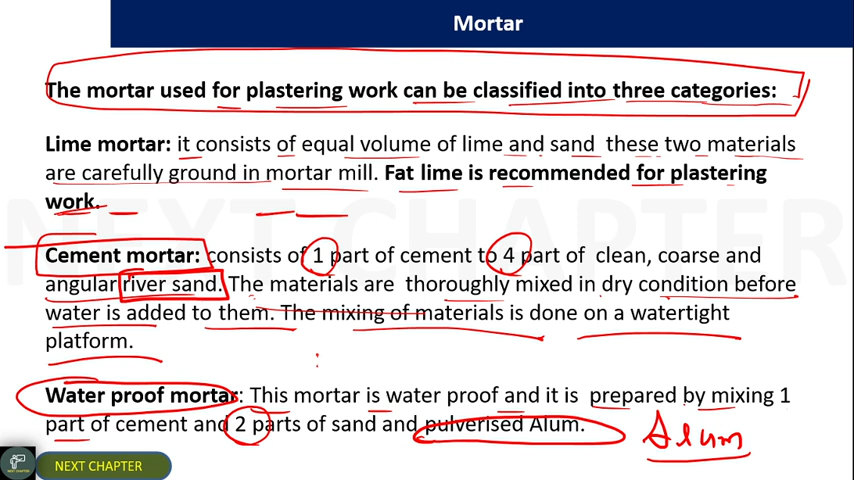 Mortar
The mortar used for plastering work can be classified into three categories:
Lime mortar: it consists of equal volume of lime and sand these two materials
are carefully ground in mortar mill. Fat lime is recommended for plastering
work.
NEXT CHAPTER
Cement mortar: consists of 1 part of cement to 4 part of clean, coarse and
angular river sand. The materials are thoroughly mixed in dry condition before
water is added to them. The mixing of materials is done on a watertight
platform.
Water proof mortar: This mortar is water proof and it is prepared by mixing 1
part of cement and 2 parts of sand and pulverised Alum.
Alum
NEXT CHAPTER